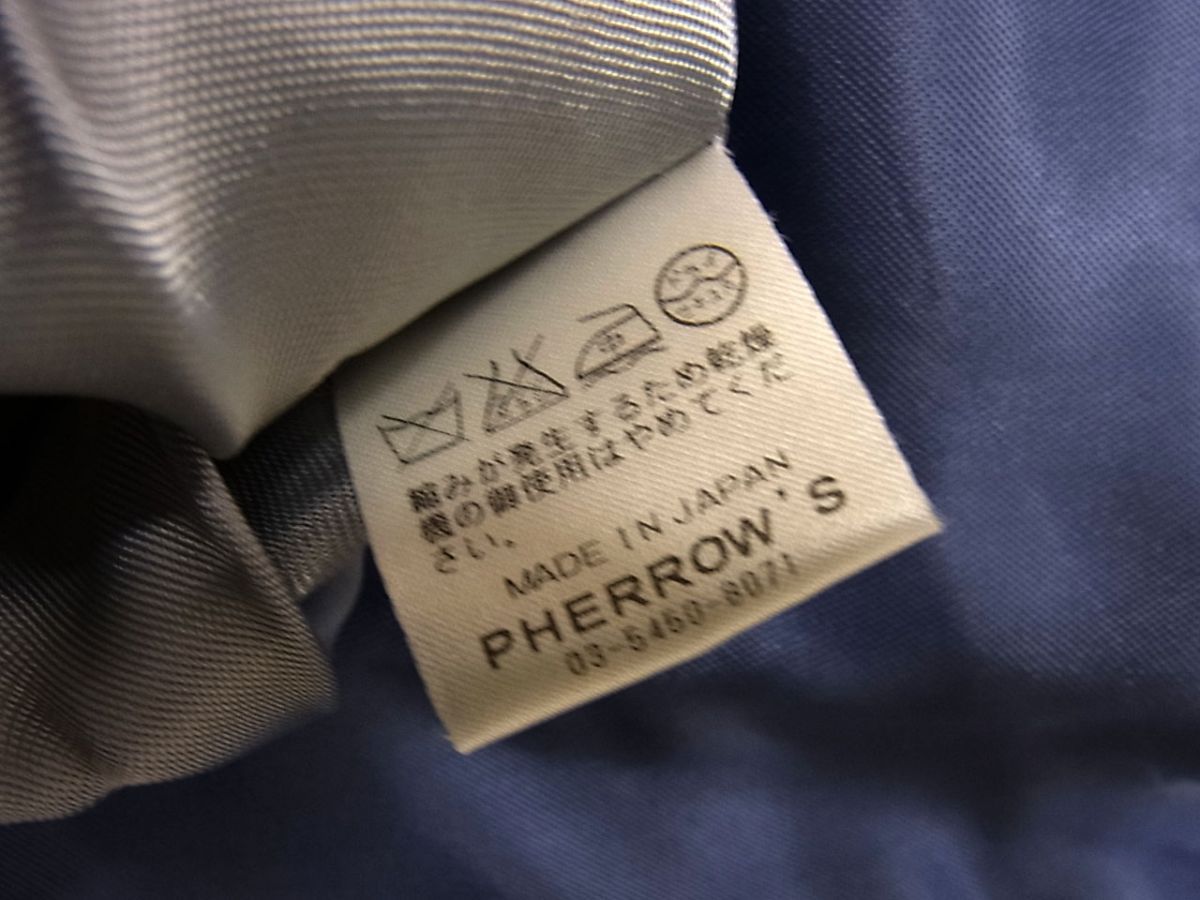 縮みが発生するため乾燥
機の御使用はやめてくだ
さい。
MADE IN JAPAN
PHERROW'S
03-5460-8071